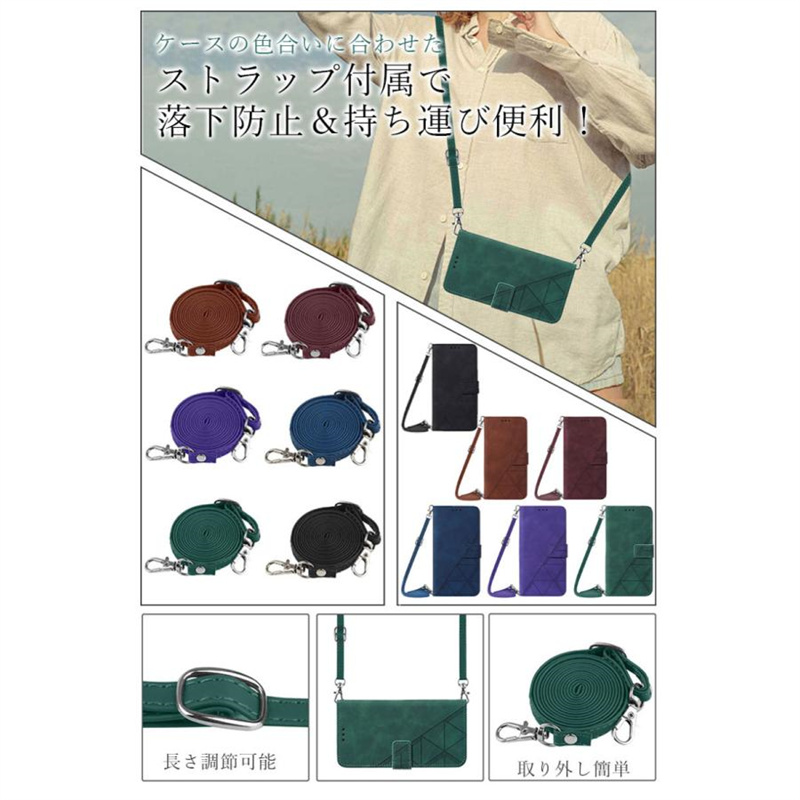 ケースの色合いに合わせた
ストラップ付属で
落下防止＆持ち運び便利！
長さ調節可能
取り外し簡単